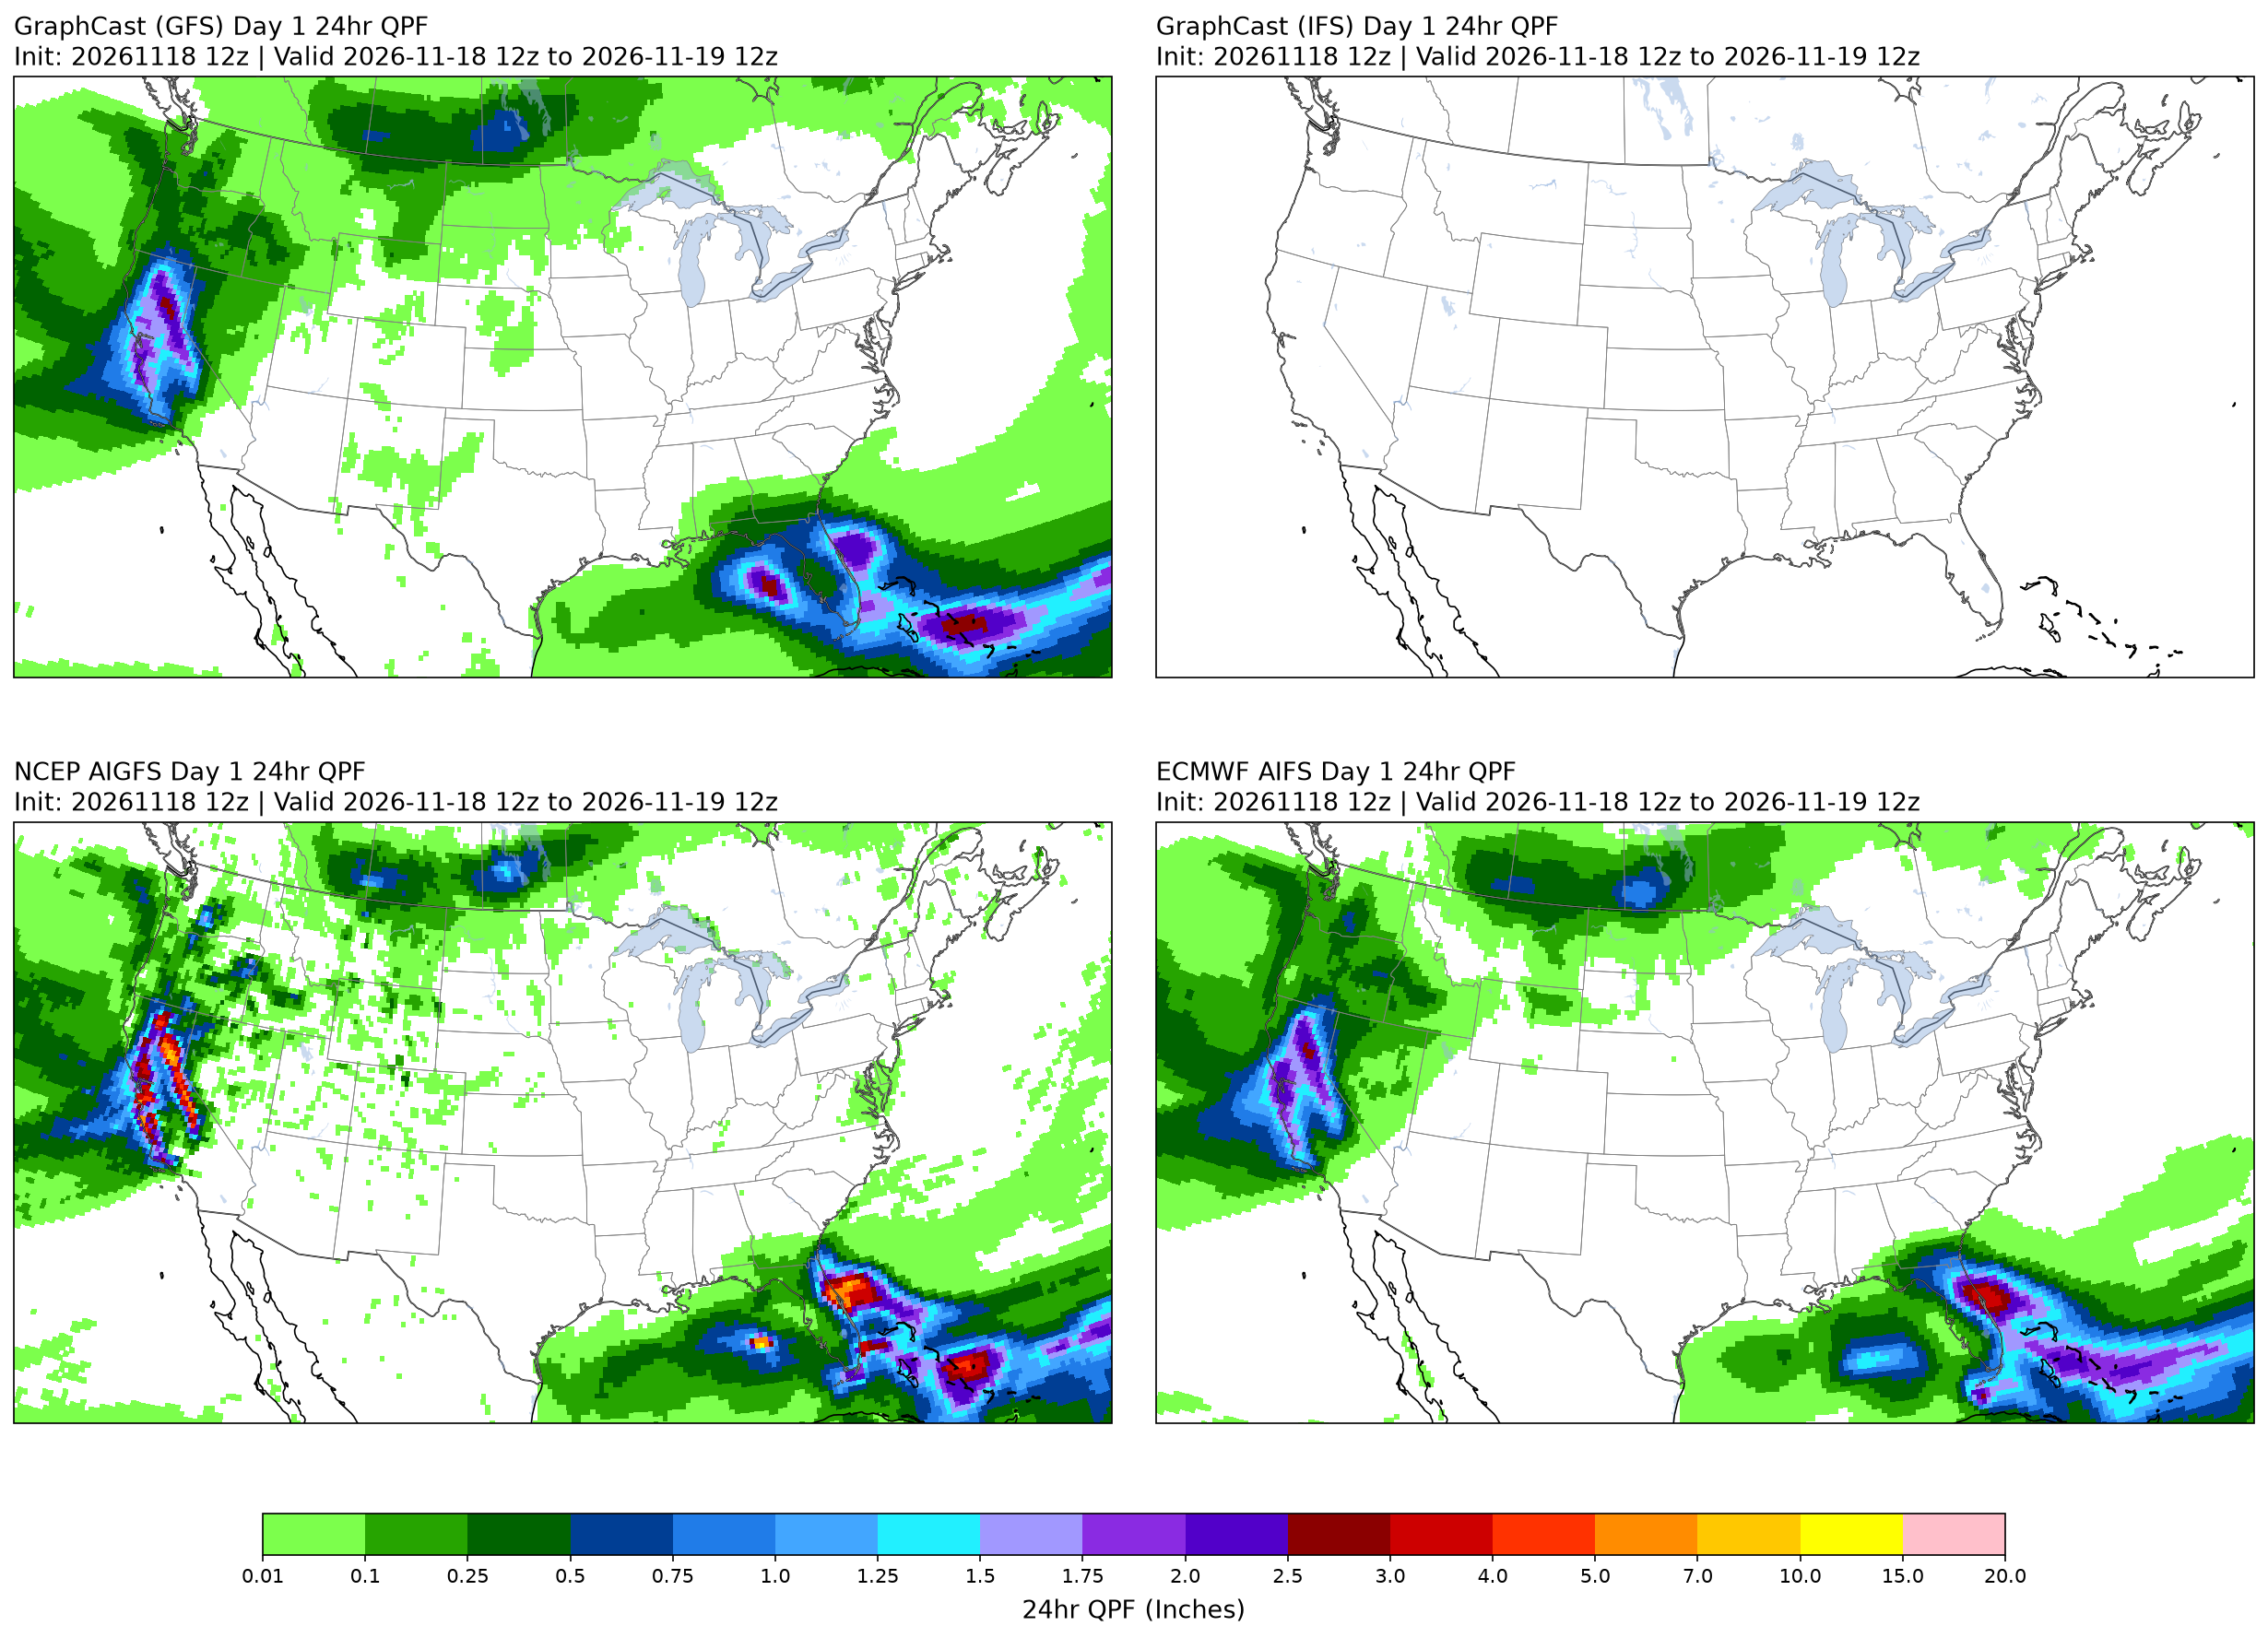 GraphCast (GFS) Day 1 24hr QPF
Init: 20261118 12z | Valid 2026-11-18 12z to 2026-11-19 12z
GraphCast (IFS) Day 1 24hr QPF
Init: 20261118 12z | Valid 2026-11-18 12z to 2026-11-19 12z
NCEP AIGFS Day 1 24hr QPF
Init: 20261118 12z | Valid 2026-11-18 12z to 2026-11-19 12z
ECMWF AIFS Day 1 24hr QPF
Init: 20261118 12z | Valid 2026-11-18 12z to 2026-11-19 12z
0.01 0.1 0.25 0.5 0.75 1.0 1.25 1.5 1.75 2.0 2.5 3.0 4.0 5.0 7.0 10.0 15.0 20.0
24hr QPF (Inches)